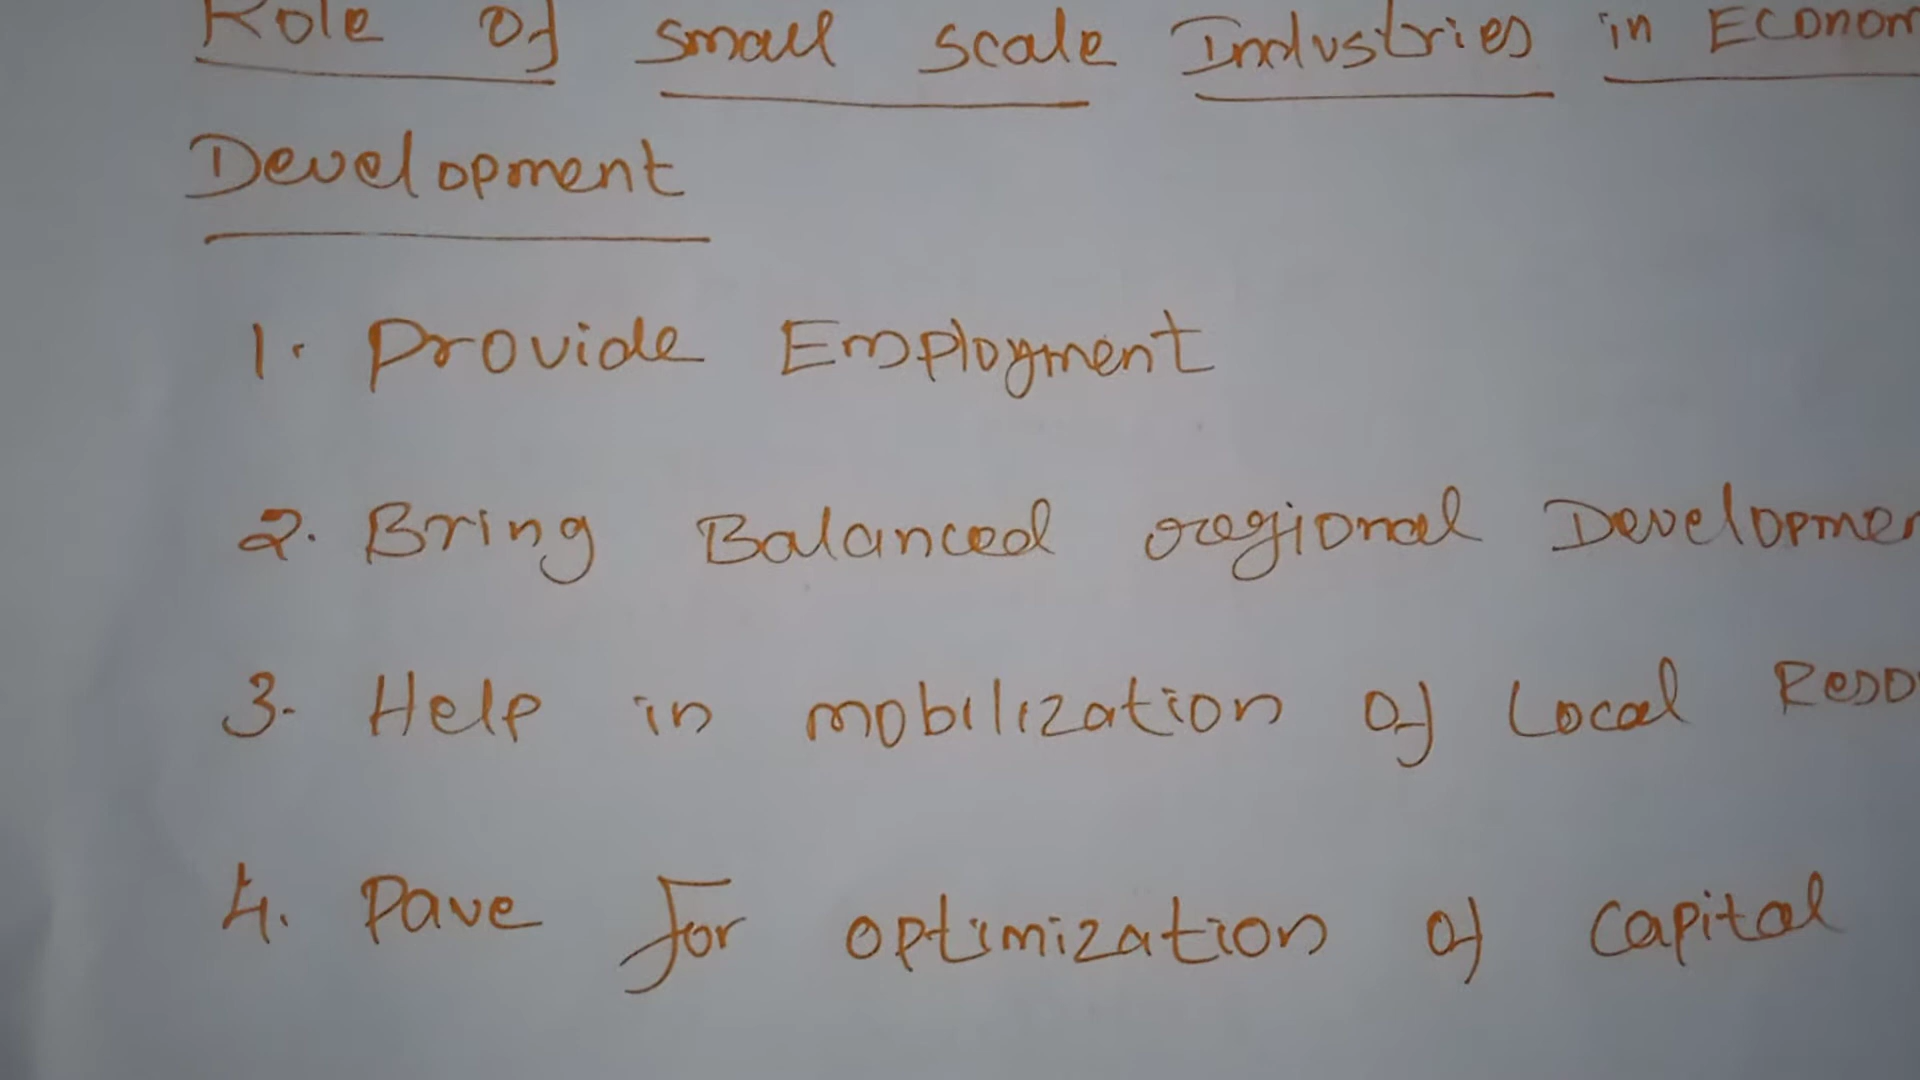 Role of small scale Industries in Econom
Development
1. Provide Employment
2. Bring Balanced regional Developmen
3. Help in mobilization of Local Reso
4. Pave for optimization of capital